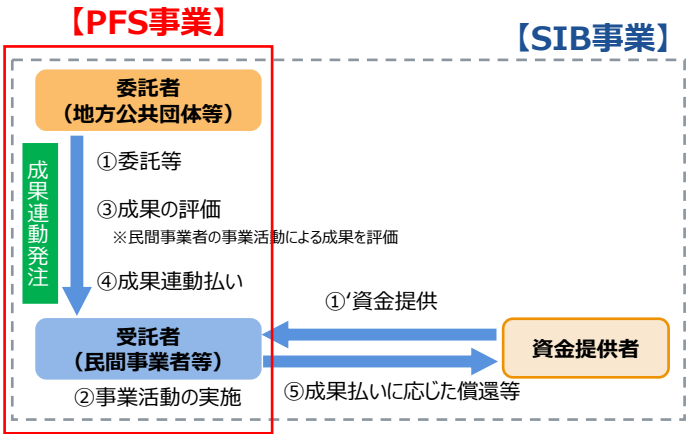 【PFS事業】
【SIB事業】
委託者
（地方公共団体等）
成果連動発注
①委託等
③成果の評価
※民間事業者の事業活動による成果を評価
④成果連動払い
①‘資金提供
受託者
（民間事業者等）
資金提供者
②事業活動の実施
⑤成果払いに応じた償還等